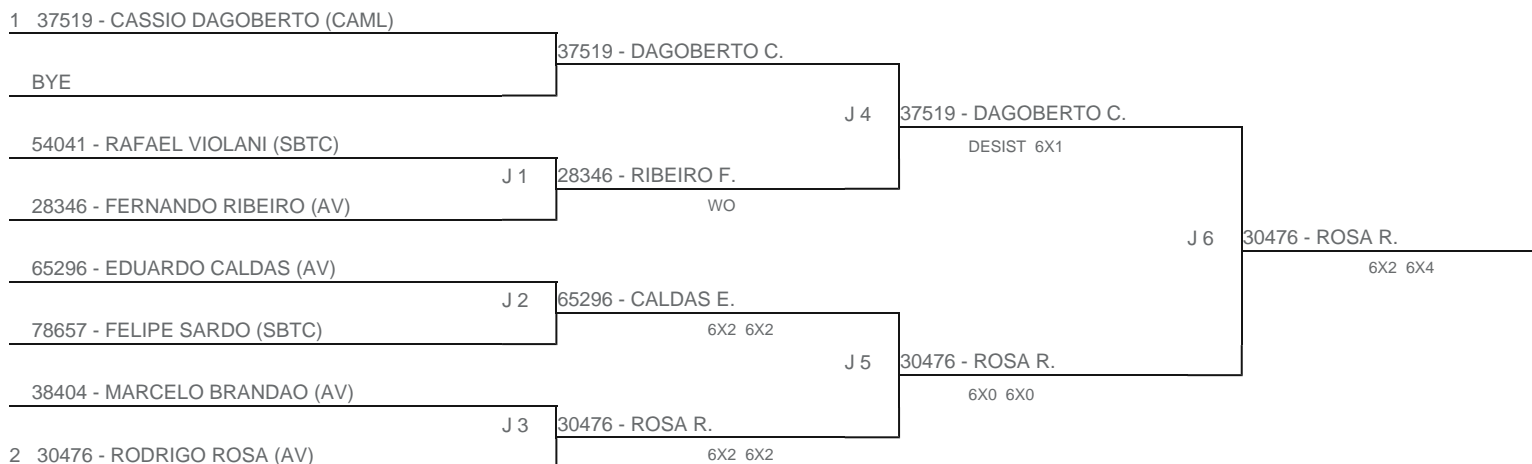 1 37519 - CASSIO DAGOBERTO (CAML)
37519 - DAGOBERTO C.
BYE
J 4
37519 - DAGOBERTO C.
54041 - RAFAEL VIOLANI (SBTC)
DESIST 6X1
J 1
28346 - RIBEIRO F.
28346 - FERNANDO RIBEIRO (AV)
WO
J 6
30476 - ROSA R.
65296 - EDUARDO CALDAS (AV)
6X2 6X4
J 2
65296 - CALDAS E.
78657 - FELIPE SARDO (SBTC)
6X2 6X2
J 5
30476 - ROSA R.
38404 - MARCELO BRANDAO (AV)
6X0 6X0
J 3
30476 - ROSA R.
2 30476 - RODRIGO ROSA (AV)
6X2 6X2